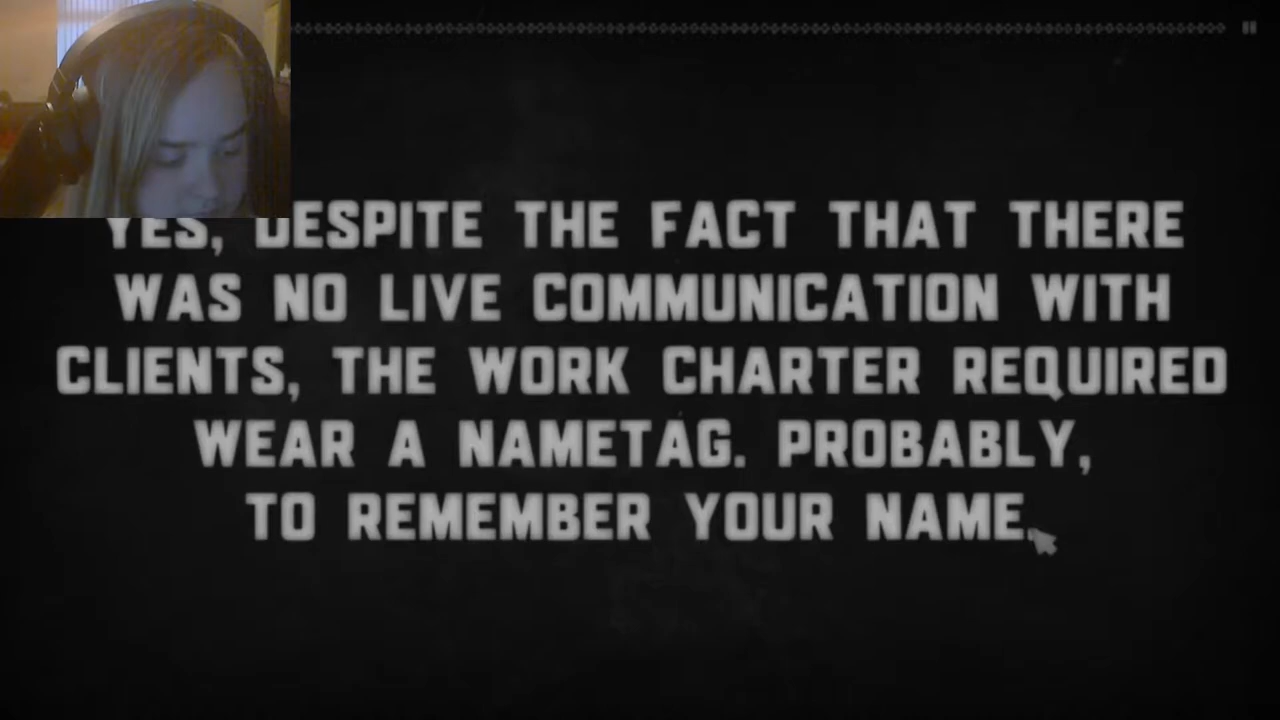 YES, DESPITE THE FACT THAT THERE
WAS NO LIVE COMMUNICATION WITH
CLIENTS, THE WORK CHARTER REQUIRED
WEAR A NAMETAG. PROBABLY,
TO REMEMBER YOUR NAME.